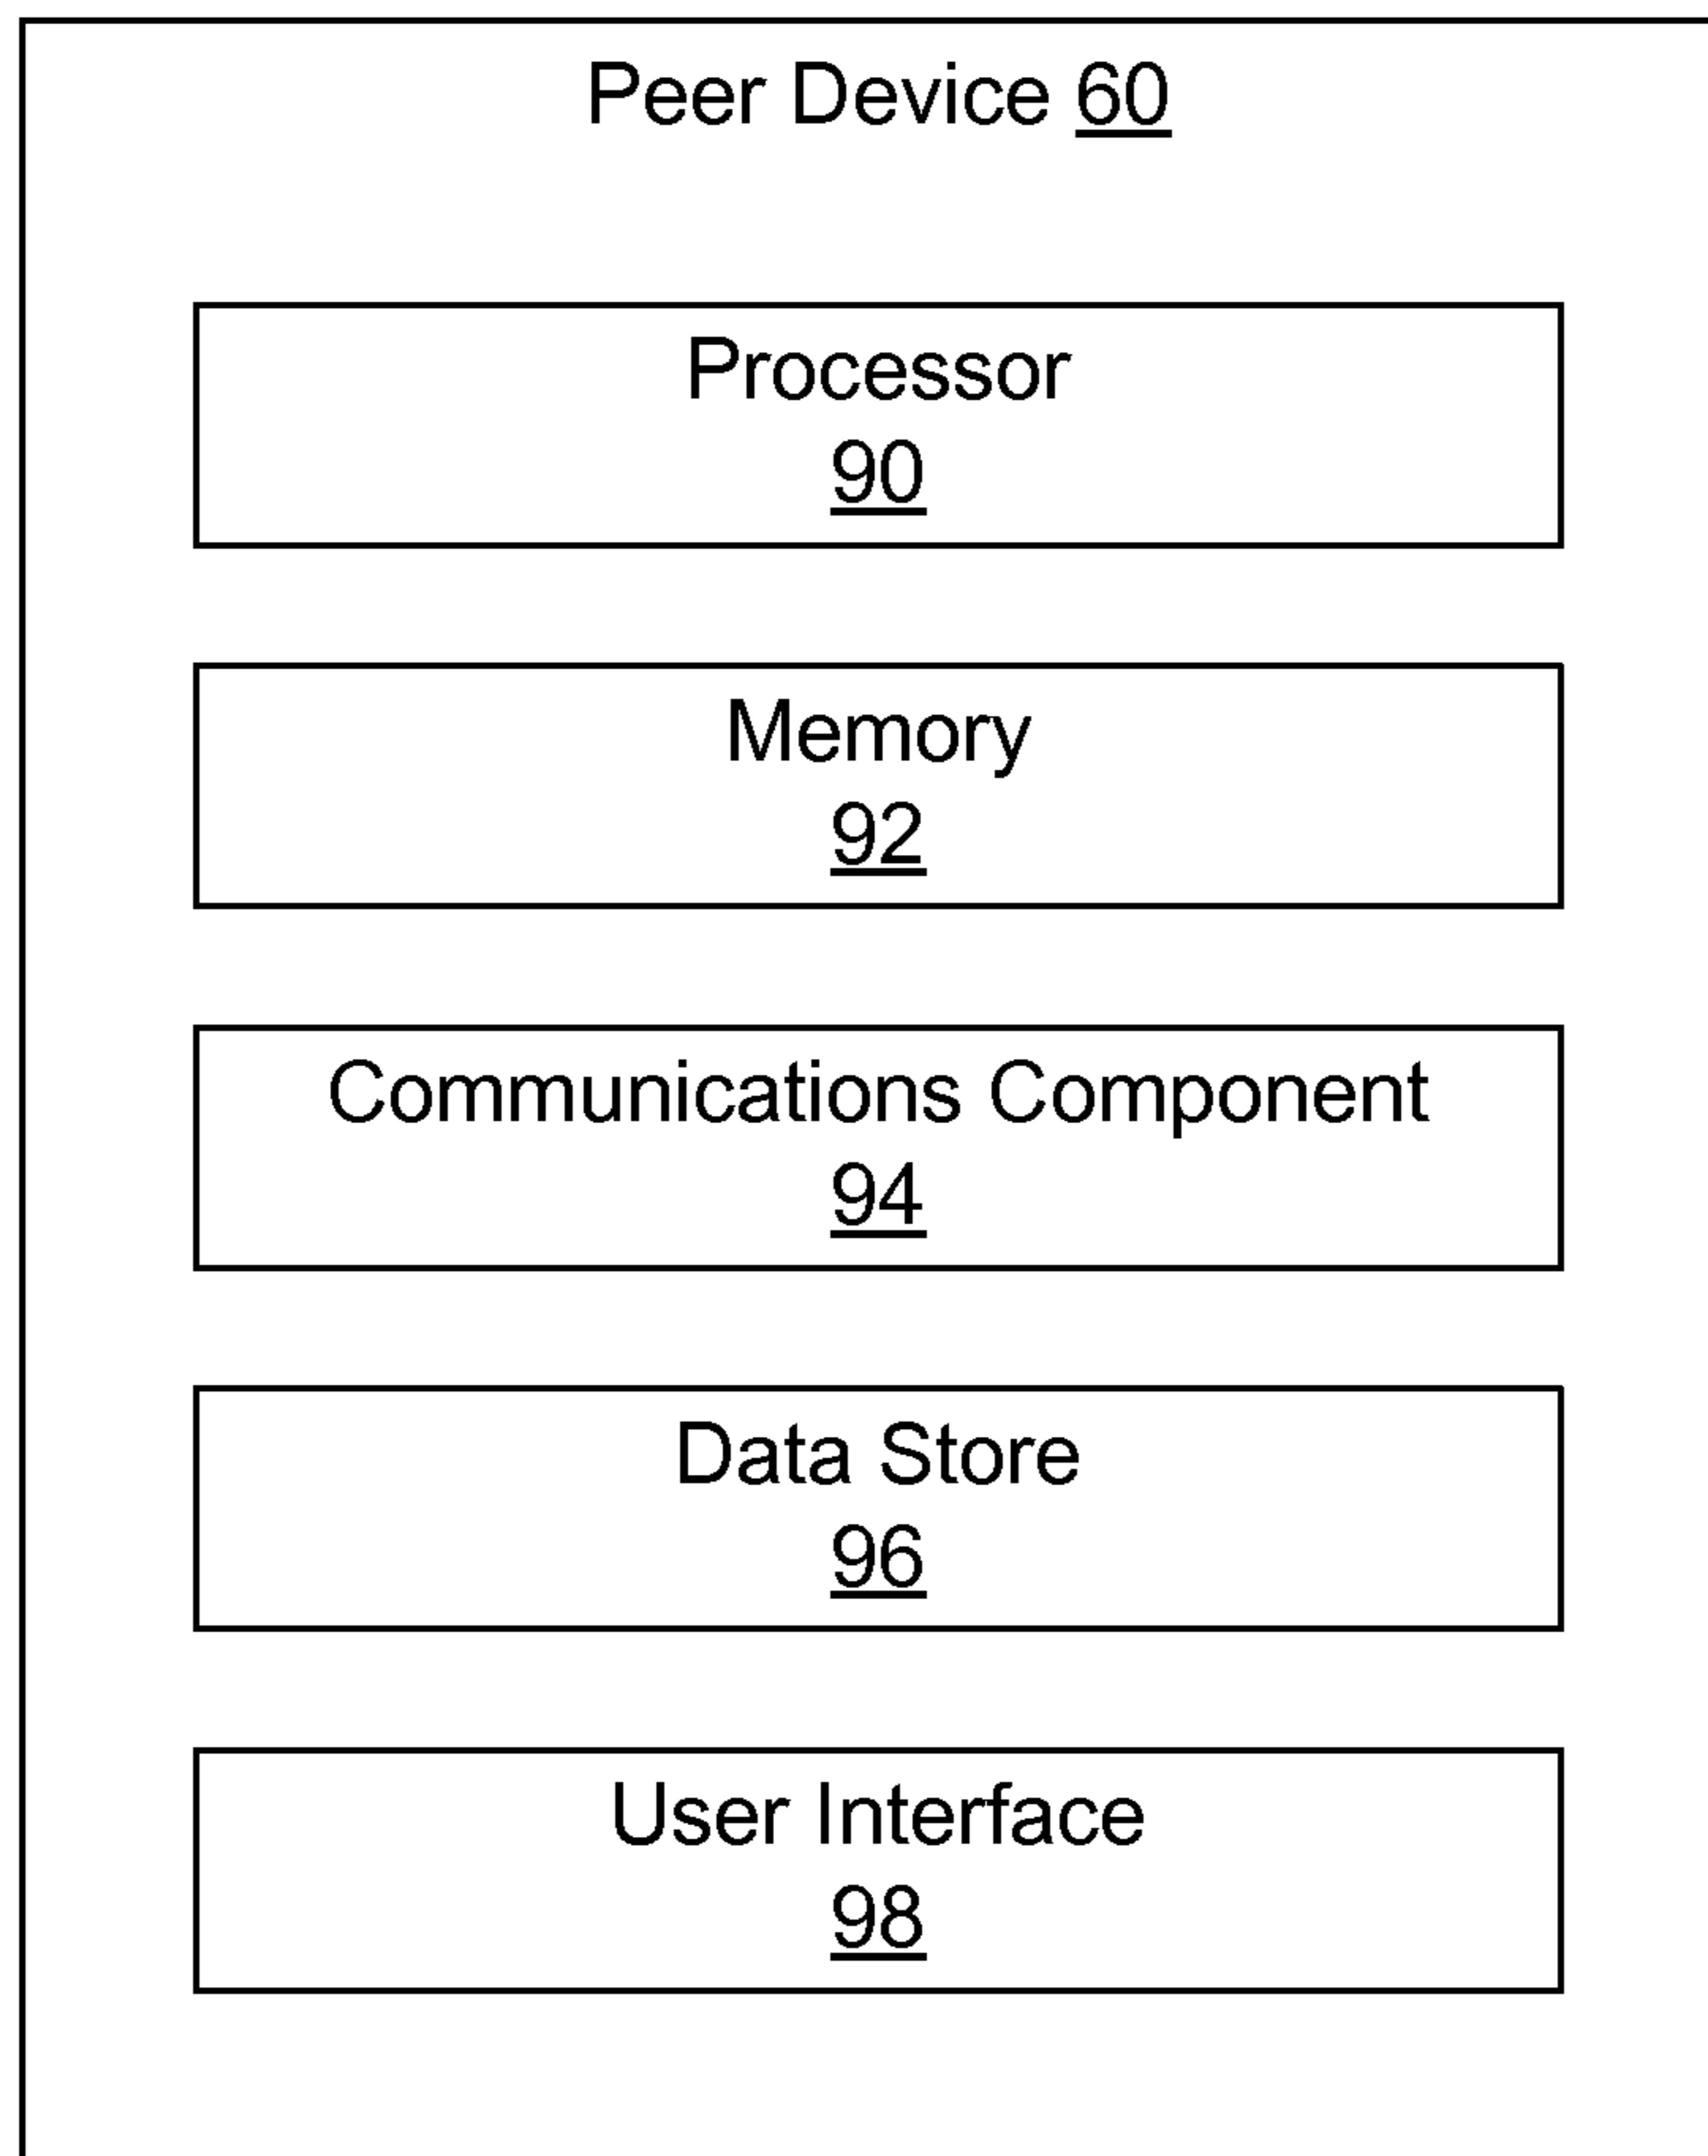 Peer Device 60
Processor
90
Memory
92
Communications Component
94
Data Store
96
User Interface
98